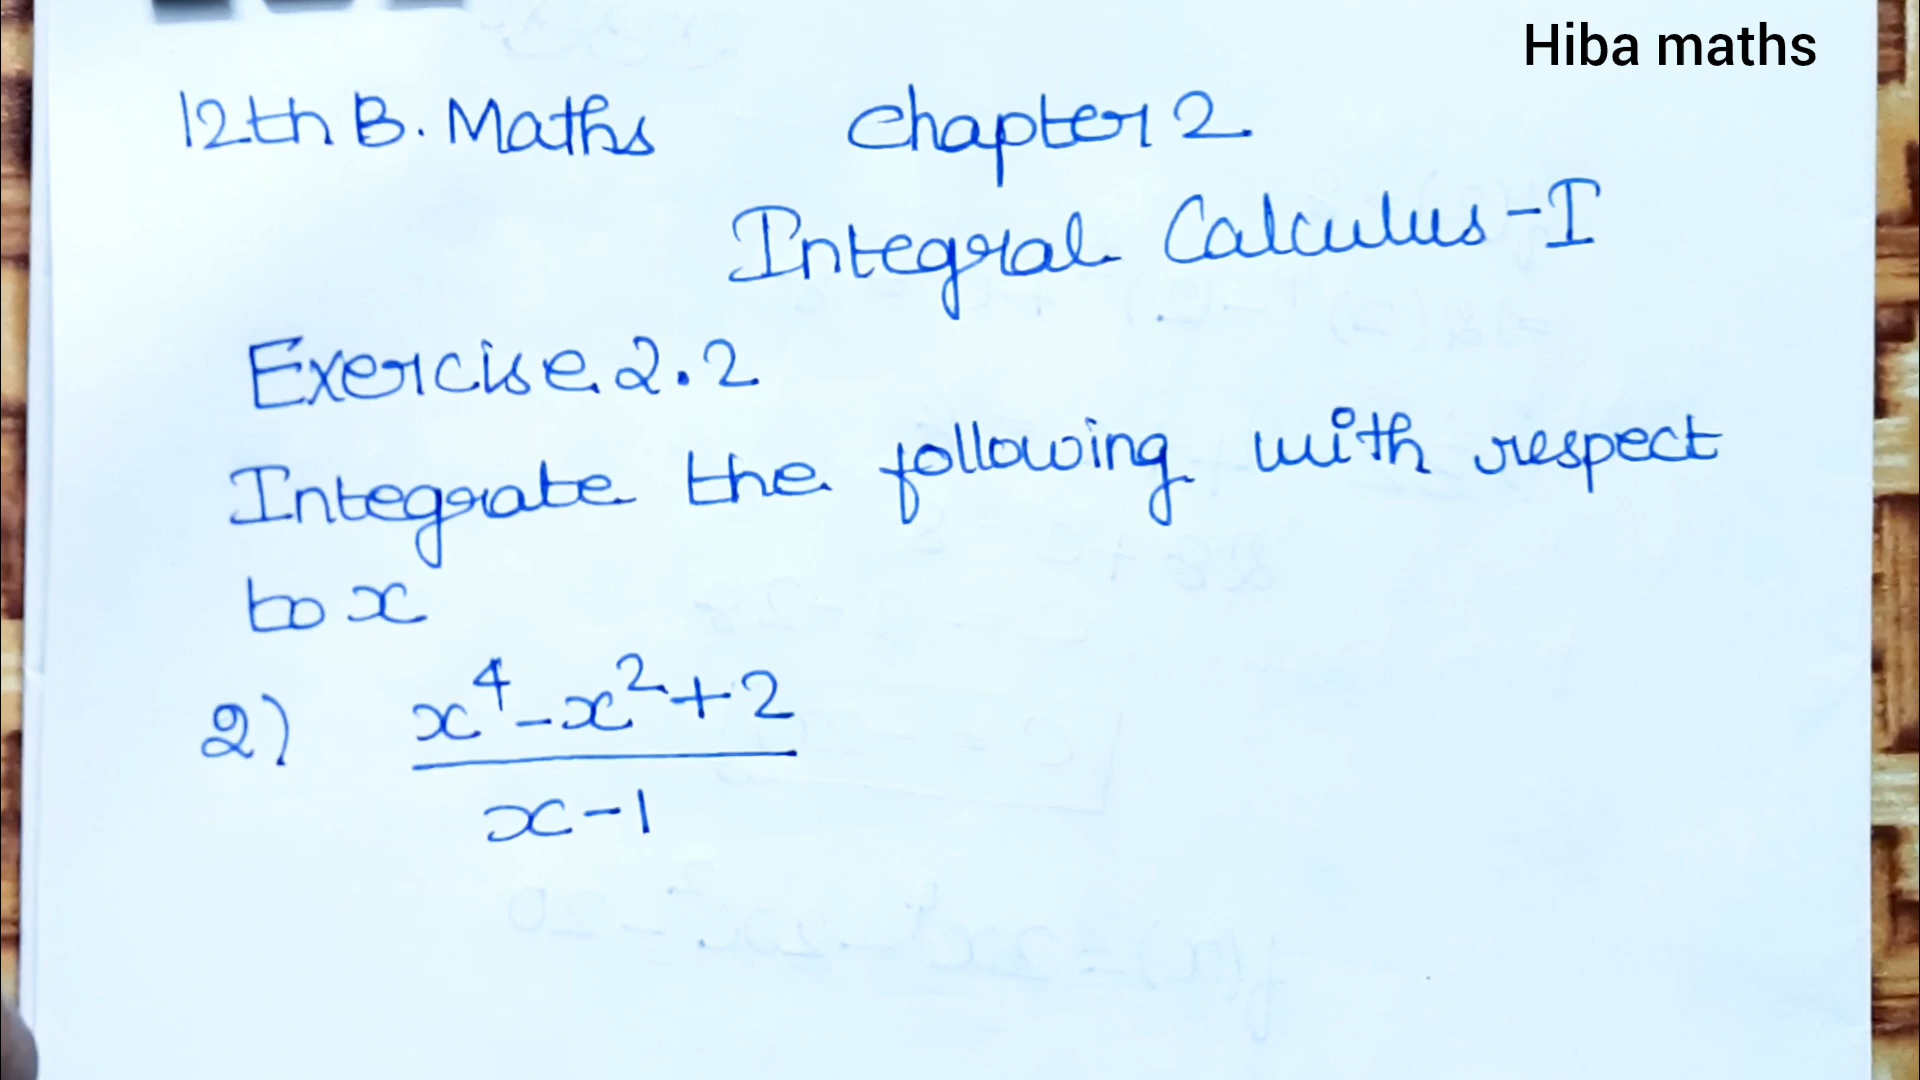 Hiba maths
12th B. Maths Chapter 2
Integral Calculus - I
Exercise 2.2
Integrate the following with respect
to x
2) x⁴-x²+2
x-1